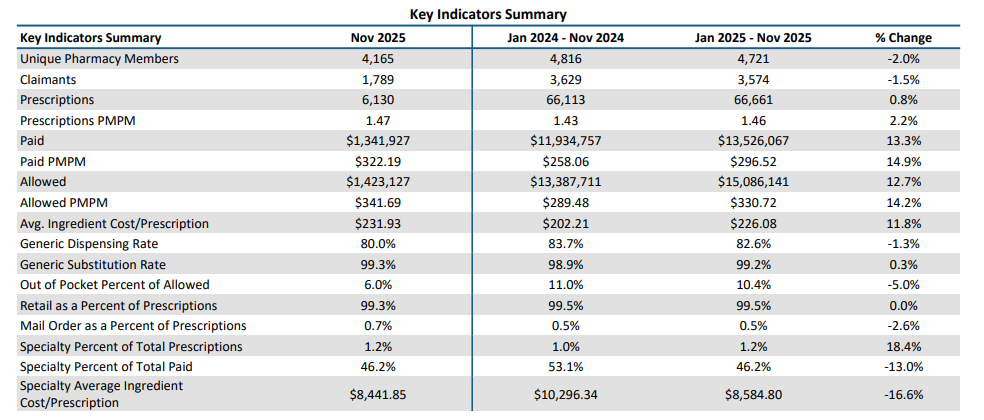 Key Indicators Summary
Key Indicators Summary Nov 2025 Jan 2024 - Nov 2024 Jan 2025 - Nov 2025 % Change
Unique Pharmacy Members 4,165 4,816 4,721 -2.0%
Claimants 1,789 3,629 3,574 -1.5%
Prescriptions 6,130 66,113 66,661 0.8%
Prescriptions PMPM 1.47 1.43 1.46 2.2%
Paid $1,341,927 $11,934,757 $13,526,067 13.3%
Paid PMPM $322.19 $258.06 $296.52 14.9%
Allowed $1,423,127 $13,387,711 $15,086,141 12.7%
Allowed PMPM $341.69 $289.48 $330.72 14.2%
Avg. Ingredient Cost/Prescription $231.93 $202.21 $226.08 11.8%
Generic Dispensing Rate 80.0% 83.7% 82.6% -1.3%
Generic Substitution Rate 99.3% 98.9% 99.2% 0.3%
Out of Pocket Percent of Allowed 6.0% 11.0% 10.4% -5.0%
Retail as a Percent of Prescriptions 99.3% 99.5% 99.5% 0.0%
Mail Order as a Percent of Prescriptions 0.7% 0.5% 0.5% -2.6%
Specialty Percent of Total Prescriptions 1.2% 1.0% 1.2% 18.4%
Specialty Percent of Total Paid 46.2% 53.1% 46.2% -13.0%
Specialty Average Ingredient
Cost/Prescription $8,441.85 $10,296.34 $8,584.80 -16.6%